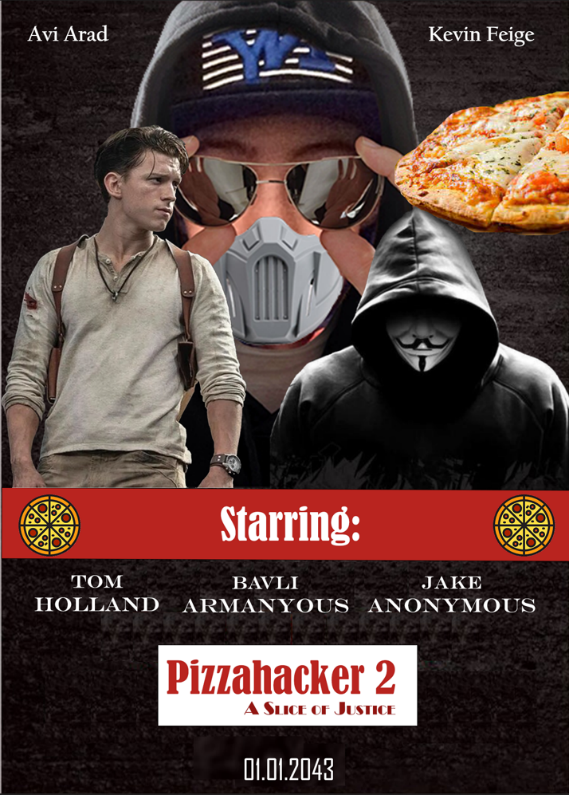 Avi Arad
Kevin Feige
Starring:
TOM
HOLLAND
BAVLI
ARMANYOUS
JAKE
ANONYMOUS
Pizzahacker 2
A Slice of Justice
01.01.2043